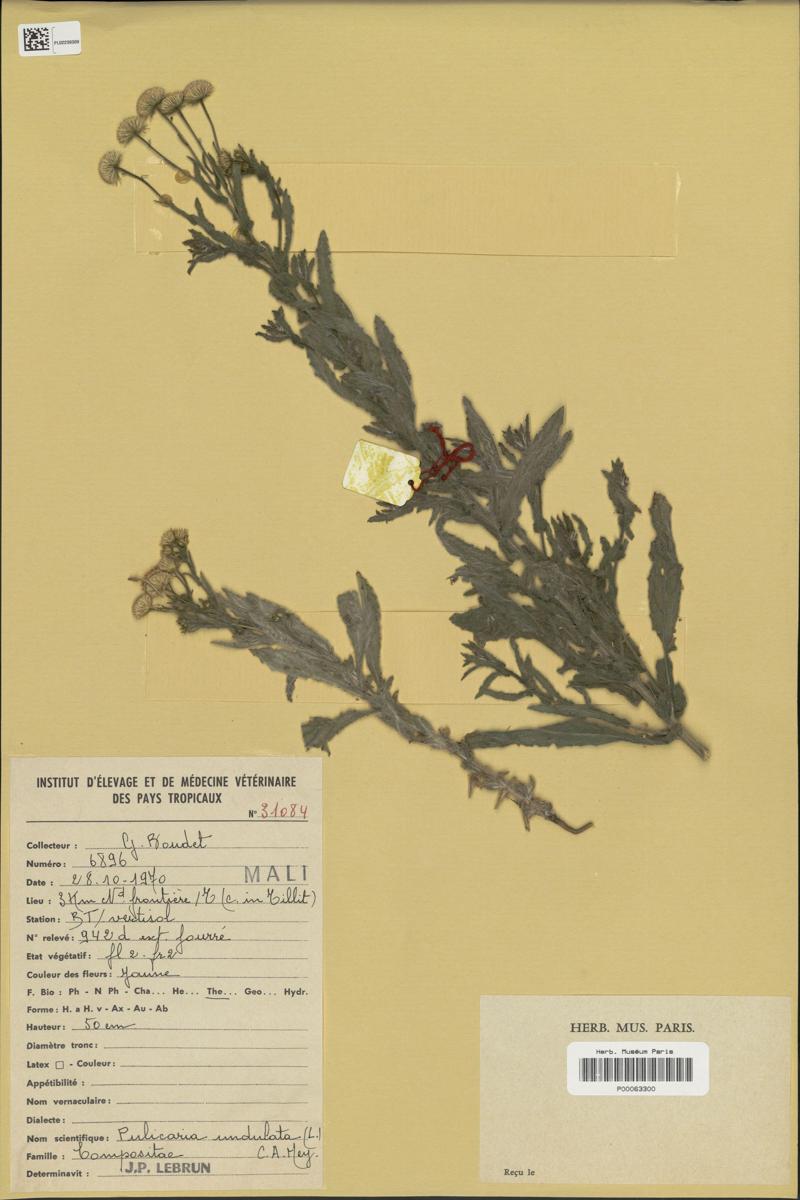 PL02239309
INSTITUT D'ÉLEVAGE ET DE MÉDECINE VÉTÉRINAIRE
DES PAYS TROPICAUX
N° 31084
Collecteur : G. Boudet
Numéro : 6896
MALI
Date : 28.10.1970
Lieu : 3 Km Nd frontière / (c. in Tillit)
Station : BT/vertisol
N° relevé : 942 d fourré
Etat végétatif : fl 2 - fr 2
Couleur des fleurs : Jaune
F. Bio : Ph - N Ph - Cha... He... The... Geo... Hydr.
Forme : H. a H. v - Ax - Au - Ab
Hauteur : 50 cm
Diamètre tronc :
Latex □ - Couleur :
Appétibilité :
Nom vernaculaire :
Dialecte :
Nom scientifique : Pulicaria undulata (L.)
Famille : Compositae C.A. Mey.
Determinavit : J.P. LEBRUN
HERB. MUS. PARIS.
Herb. Muséum Paris
P00063300
Reçu le